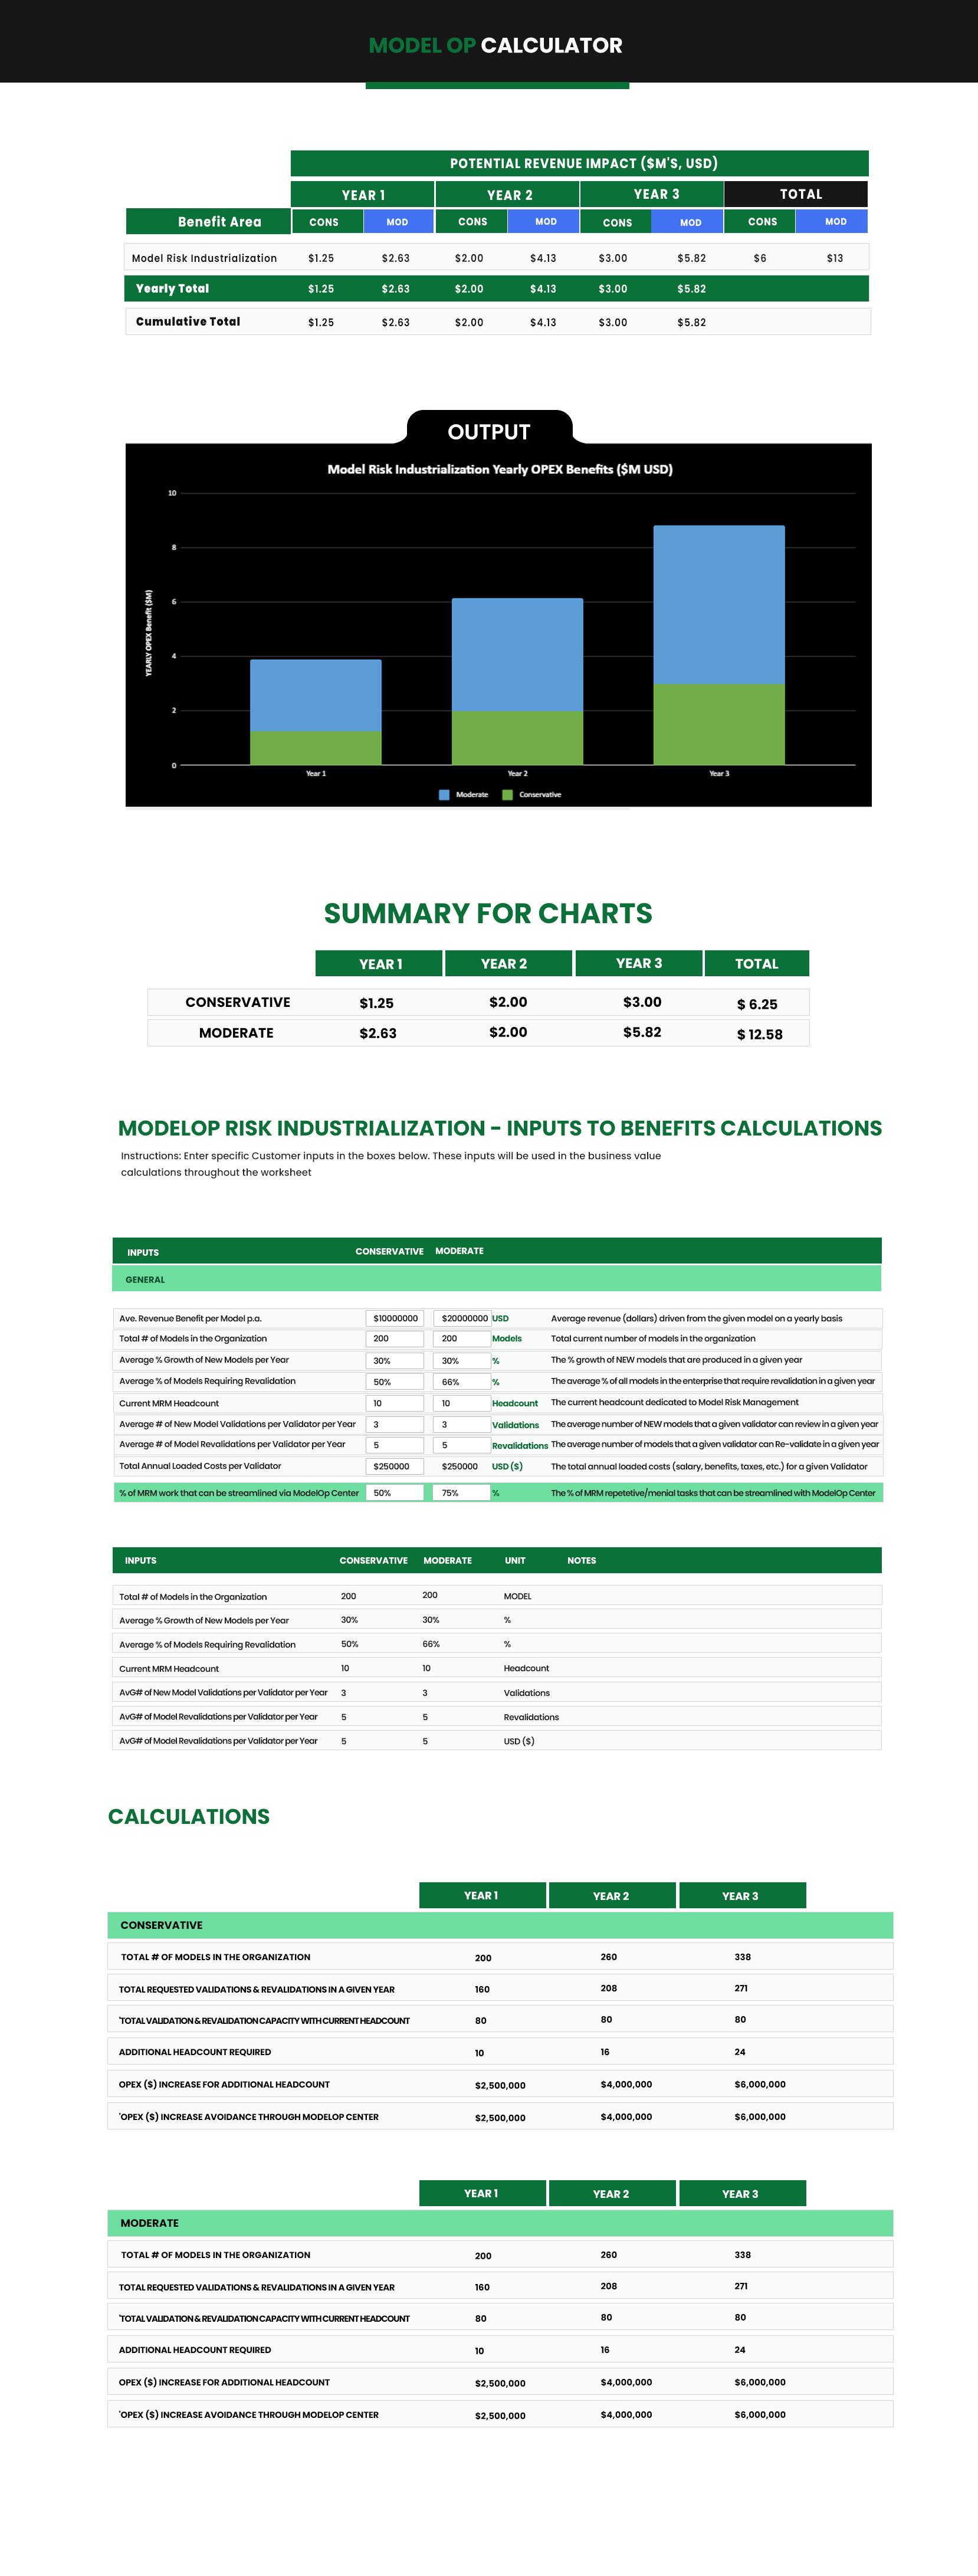 MODEL OP CALCULATOR
POTENTIAL REVENUE IMPACT ($M'S, USD)
YEAR 1 YEAR 2 YEAR 3 TOTAL
Benefit Area CONS MOD CONS MOD CONS MOD CONS MOD
Model Risk Industrialization $1.25 $2.63 $2.00 $4.13 $3.00 $5.82 $6 $13
Yearly Total $1.25 $2.63 $2.00 $4.13 $3.00 $5.82
Cumulative Total $1.25 $2.63 $2.00 $4.13 $3.00 $5.82
OUTPUT
Model Risk Industrialization Yearly OPEX Benefits ($M USD)
YEARLY OPEX Benefit ($M)
10
8
6
4
2
0
Year 1 Year 2 Year 3
Moderate Conservative
SUMMARY FOR CHARTS
YEAR 1 YEAR 2 YEAR 3 TOTAL
CONSERVATIVE $1.25 $2.00 $3.00 $ 6.25
MODERATE $2.63 $2.00 $5.82 $ 12.58
MODELOP RISK INDUSTRIALIZATION - INPUTS TO BENEFITS CALCULATIONS
Instructions: Enter specific Customer inputs in the boxes below. These inputs will be used in the business value
calculations throughout the worksheet
INPUTS CONSERVATIVE MODERATE
GENERAL
Ave. Revenue Benefit per Model p.a. $10000000 $20000000 USD Average revenue (dollars) driven from the given model on a yearly basis
Total # of Models in the Organization 200 200 Models Total current number of models in the organization
Average % Growth of New Models per Year 30% 30% % The % growth of NEW models that are produced in a given year
Average % of Models Requiring Revalidation 50% 66% % The average % of all models in the enterprise that require revalidation in a given year
Current MRM Headcount 10 10 Headcount The current headcount dedicated to Model Risk Management
Average # of New Model Validations per Validator per Year 3 3 Validations The average number of NEW models that a given validator can review in a given year
Average # of Model Revalidations per Validator per Year 5 5 Revalidations The average number of models that a given validator can Re-validate in a given year
Total Annual Loaded Costs per Validator $250000 $250000 USD ($) The total annual loaded costs (salary, benefits, taxes, etc.) for a given Validator
% of MRM work that can be streamlined via ModelOp Center 50% 75% % The % of MRM repetetive/menial tasks that can be streamlined with ModelOp Center
INPUTS CONSERVATIVE MODERATE UNIT NOTES
Total # of Models in the Organization 200 200 MODEL
Average % Growth of New Models per Year 30% 30% %
Average % of Models Requiring Revalidation 50% 66% %
Current MRM Headcount 10 10 Headcount
AvG# of New Model Validations per Validator per Year 3 3 Validations
AvG# of Model Revalidations per Validator per Year 5 5 Revalidations
AvG# of Model Revalidations per Validator per Year 5 5 USD ($)
CALCULATIONS
YEAR 1 YEAR 2 YEAR 3
CONSERVATIVE
TOTAL # OF MODELS IN THE ORGANIZATION 200 260 338
TOTAL REQUESTED VALIDATIONS & REVALIDATIONS IN A GIVEN YEAR 160 208 271
'TOTAL VALIDATION & REVALIDATION CAPACITY WITH CURRENT HEADCOUNT 80 80 80
ADDITIONAL HEADCOUNT REQUIRED 10 16 24
OPEX ($) INCREASE FOR ADDITIONAL HEADCOUNT $2,500,000 $4,000,000 $6,000,000
'OPEX ($) INCREASE AVOIDANCE THROUGH MODELOP CENTER $2,500,000 $4,000,000 $6,000,000
YEAR 1 YEAR 2 YEAR 3
MODERATE
TOTAL # OF MODELS IN THE ORGANIZATION 200 260 338
TOTAL REQUESTED VALIDATIONS & REVALIDATIONS IN A GIVEN YEAR 160 208 271
'TOTAL VALIDATION & REVALIDATION CAPACITY WITH CURRENT HEADCOUNT 80 80 80
ADDITIONAL HEADCOUNT REQUIRED 10 16 24
OPEX ($) INCREASE FOR ADDITIONAL HEADCOUNT $2,500,000 $4,000,000 $6,000,000
'OPEX ($) INCREASE AVOIDANCE THROUGH MODELOP CENTER $2,500,000 $4,000,000 $6,000,000